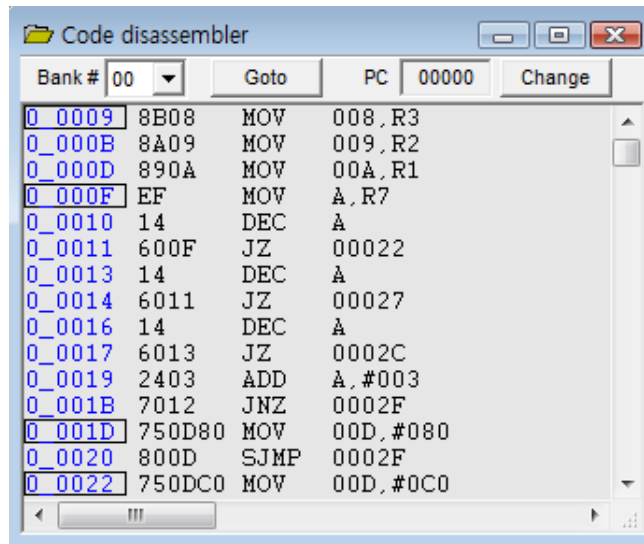 Code disassembler
Bank # 00 Goto PC 00000 Change
0_0009 8B08 MOV 008,R3
0_000B 8A09 MOV 009,R2
0_000D 890A MOV 00A,R1
0_000F EF MOV A,R7
0_0010 14 DEC A
0_0011 600F JZ 00022
0_0013 14 DEC A
0_0014 6011 JZ 00027
0_0016 14 DEC A
0_0017 6013 JZ 0002C
0_0019 2403 ADD A,#003
0_001B 7012 JNZ 0002F
0_001D 750D80 MOV 00D,#080
0_0020 800D SJMP 0002F
0_0022 750DC0 MOV 00D,#0C0